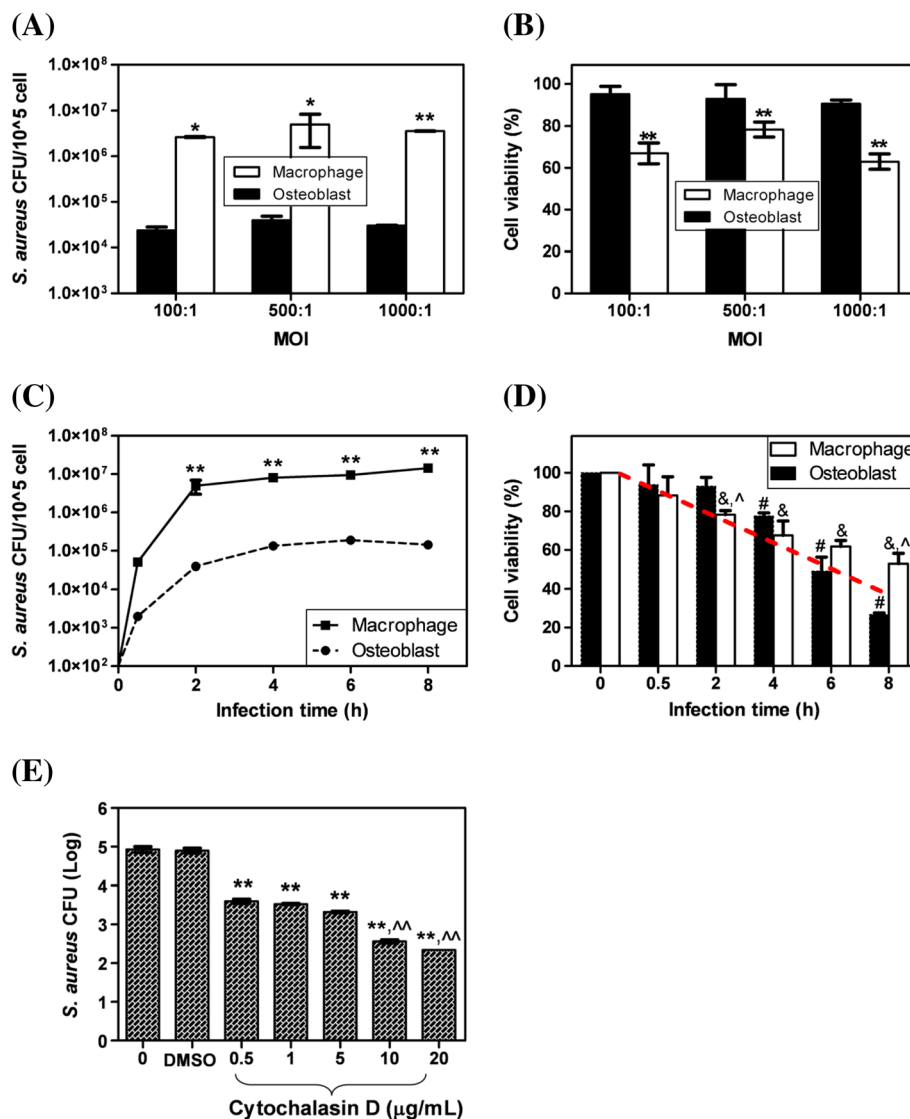 (A)
S. aureus CFU/10^5 cell
1.0×10^8
1.0×10^7
1.0×10^6
1.0×10^5
1.0×10^4
1.0×10^3
* * **
Macrophage
Osteoblast
100:1 500:1 1000:1
MOI
(B)
Cell viability (%)
100
80
60
40
20
0
** ** **
Macrophage
Osteoblast
100:1 500:1 1000:1
MOI
(C)
S. aureus CFU/10^5 cell
1.0×10^8
1.0×10^7
1.0×10^6
1.0×10^5
1.0×10^4
1.0×10^3
1.0×10^2
** ** ** **
Macrophage
Osteoblast
0 2 4 6 8
Infection time (h)
(D)
Cell viability (%)
100
80
60
40
20
0
Macrophage
Osteoblast
&,^ # & # & # &,^
0 0.5 2 4 6 8
Infection time (h)
(E)
S. aureus CFU (Log)
6
5
4
3
2
1
0
** ** ** **,^^ **,^^
0 DMSO 0.5 1 5 10 20
Cytochalasin D (μg/mL)